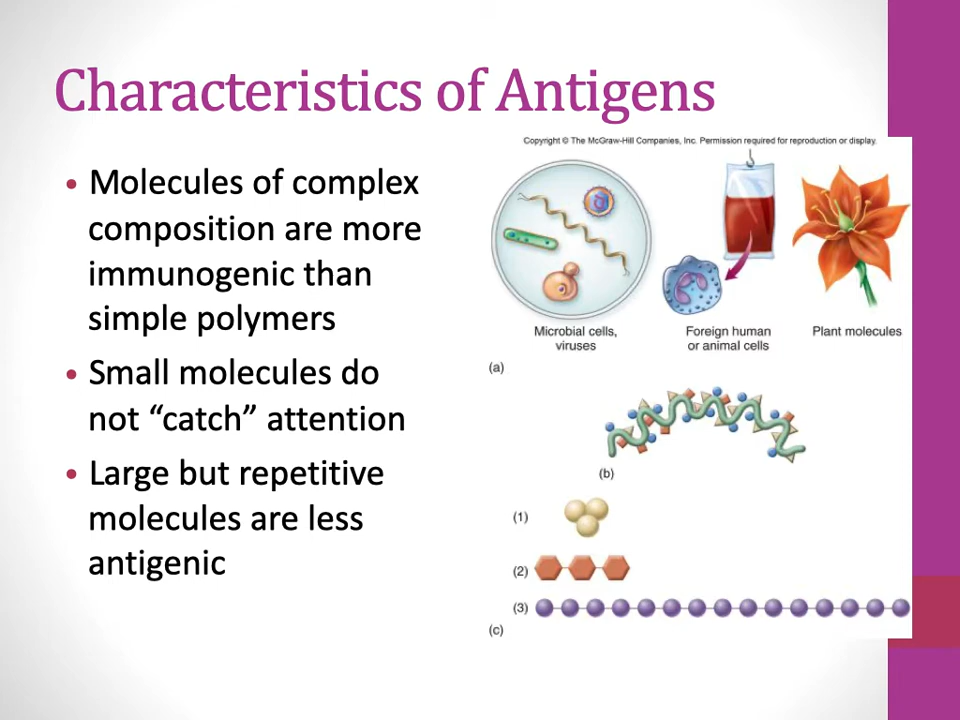 Characteristics of Antigens
• Molecules of complex
composition are more
immunogenic than
simple polymers
• Small molecules do
not “catch” attention
• Large but repetitive
molecules are less
antigenic
Copyright © The McGraw-Hill Companies, Inc. Permission required for reproduction or display.
Microbial cells,
viruses
Foreign human
or animal cells
Plant molecules
(a)
(b)
(1)
(2)
(3)
(c)